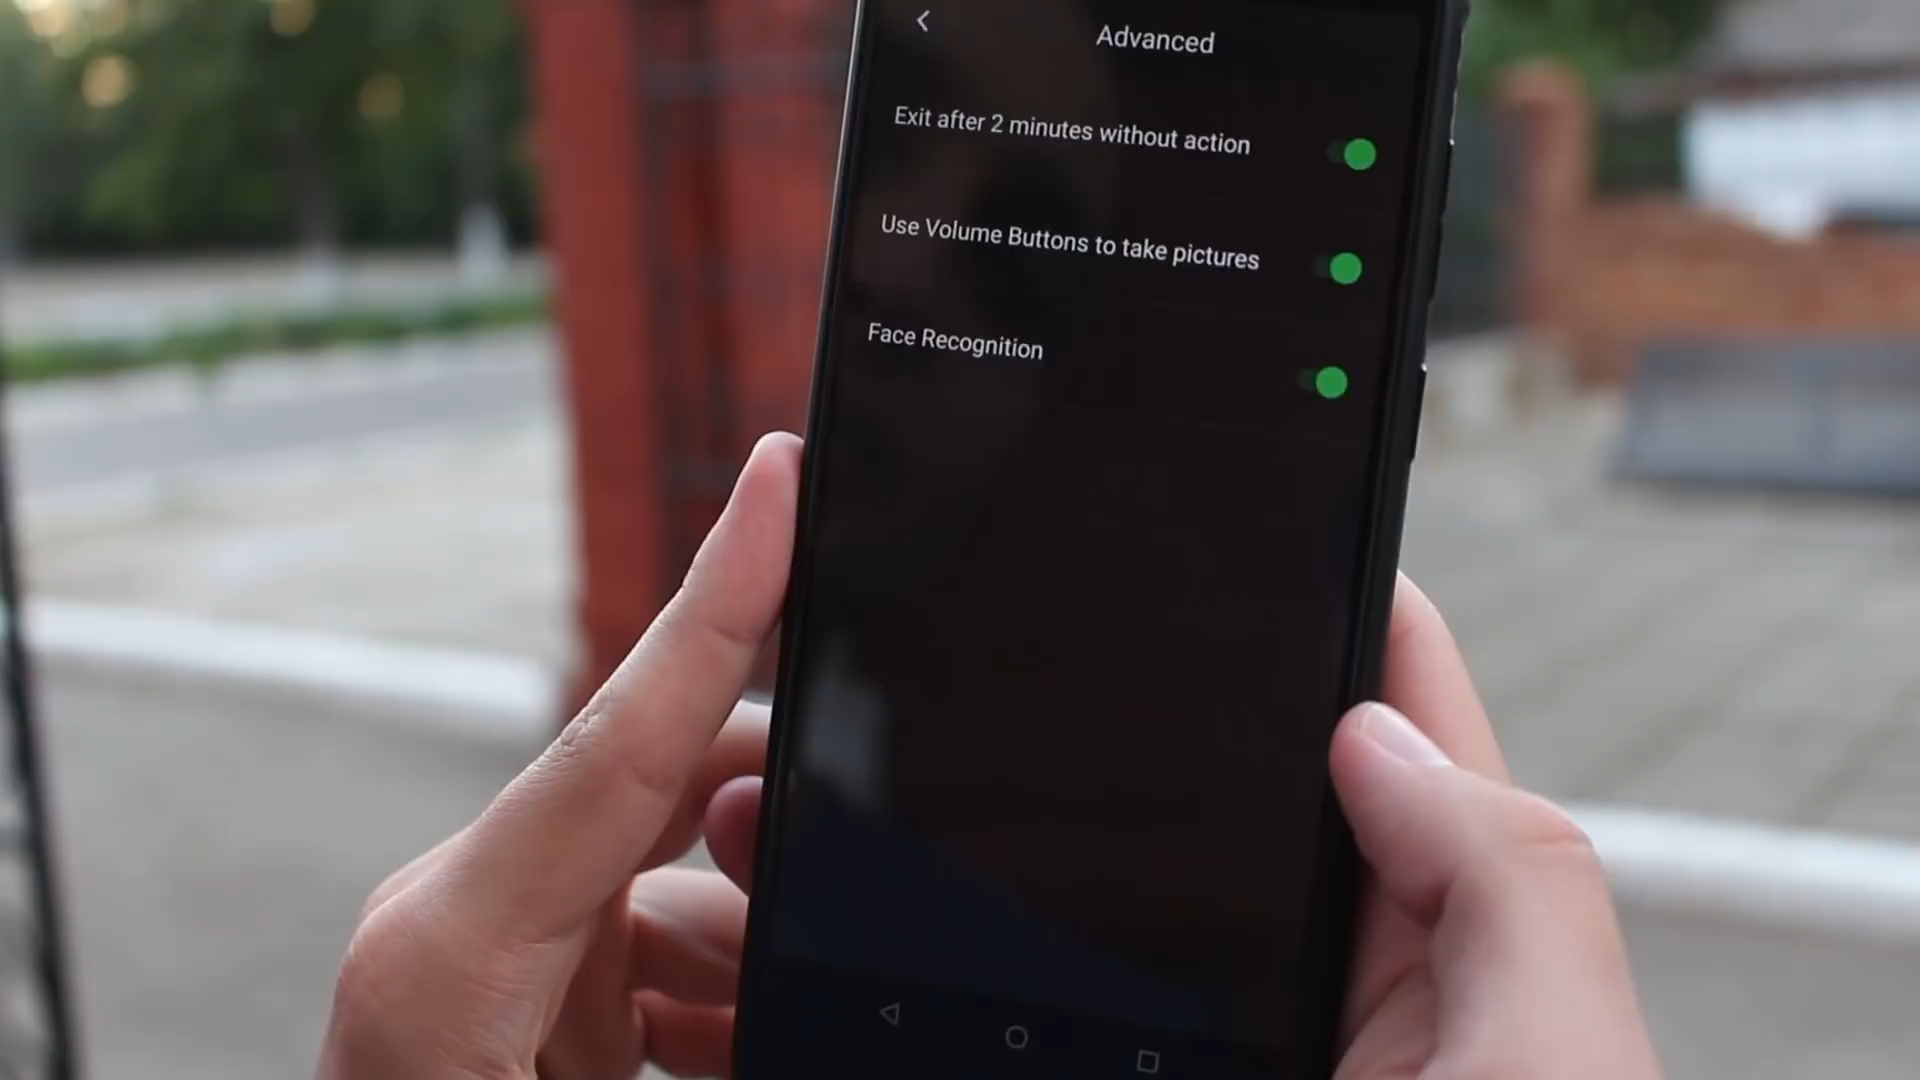 Advanced
Exit after 2 minutes without action
Use Volume Buttons to take pictures
Face Recognition